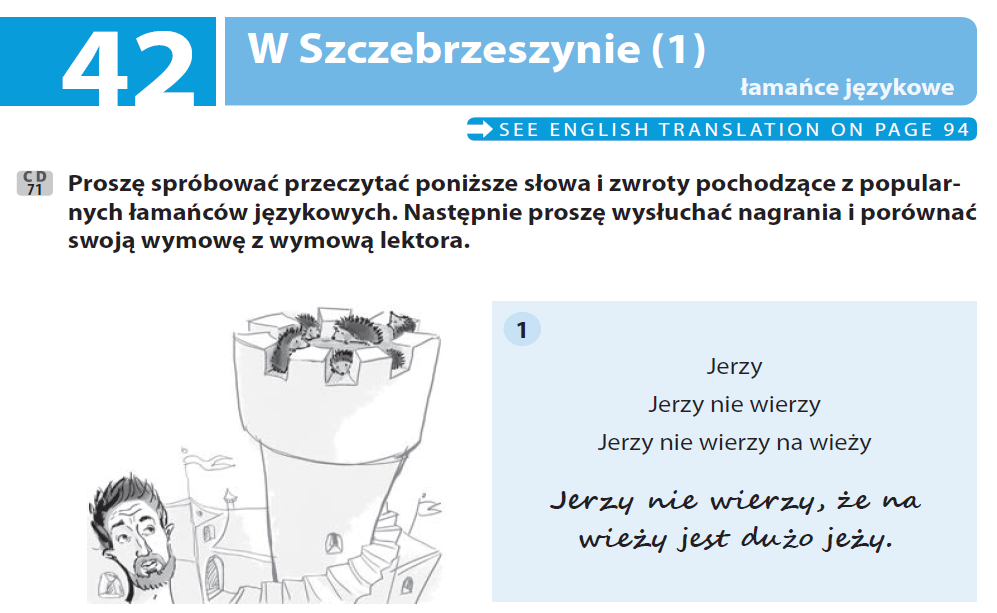 42
W Szczebrzeszynie (1)
łamańce językowe
SEE ENGLISH TRANSLATION ON PAGE 94
CD
71
Proszę spróbować przeczytać poniższe słowa i zwroty pochodzące z popular-
nych łamańców językowych. Następnie proszę wysłuchać nagrania i porównać
swoją wymowę z wymową lektora.
1
Jerzy
Jerzy nie wierzy
Jerzy nie wierzy na wieży
Jerzy nie wierzy, że na
wieży jest dużo jeży.